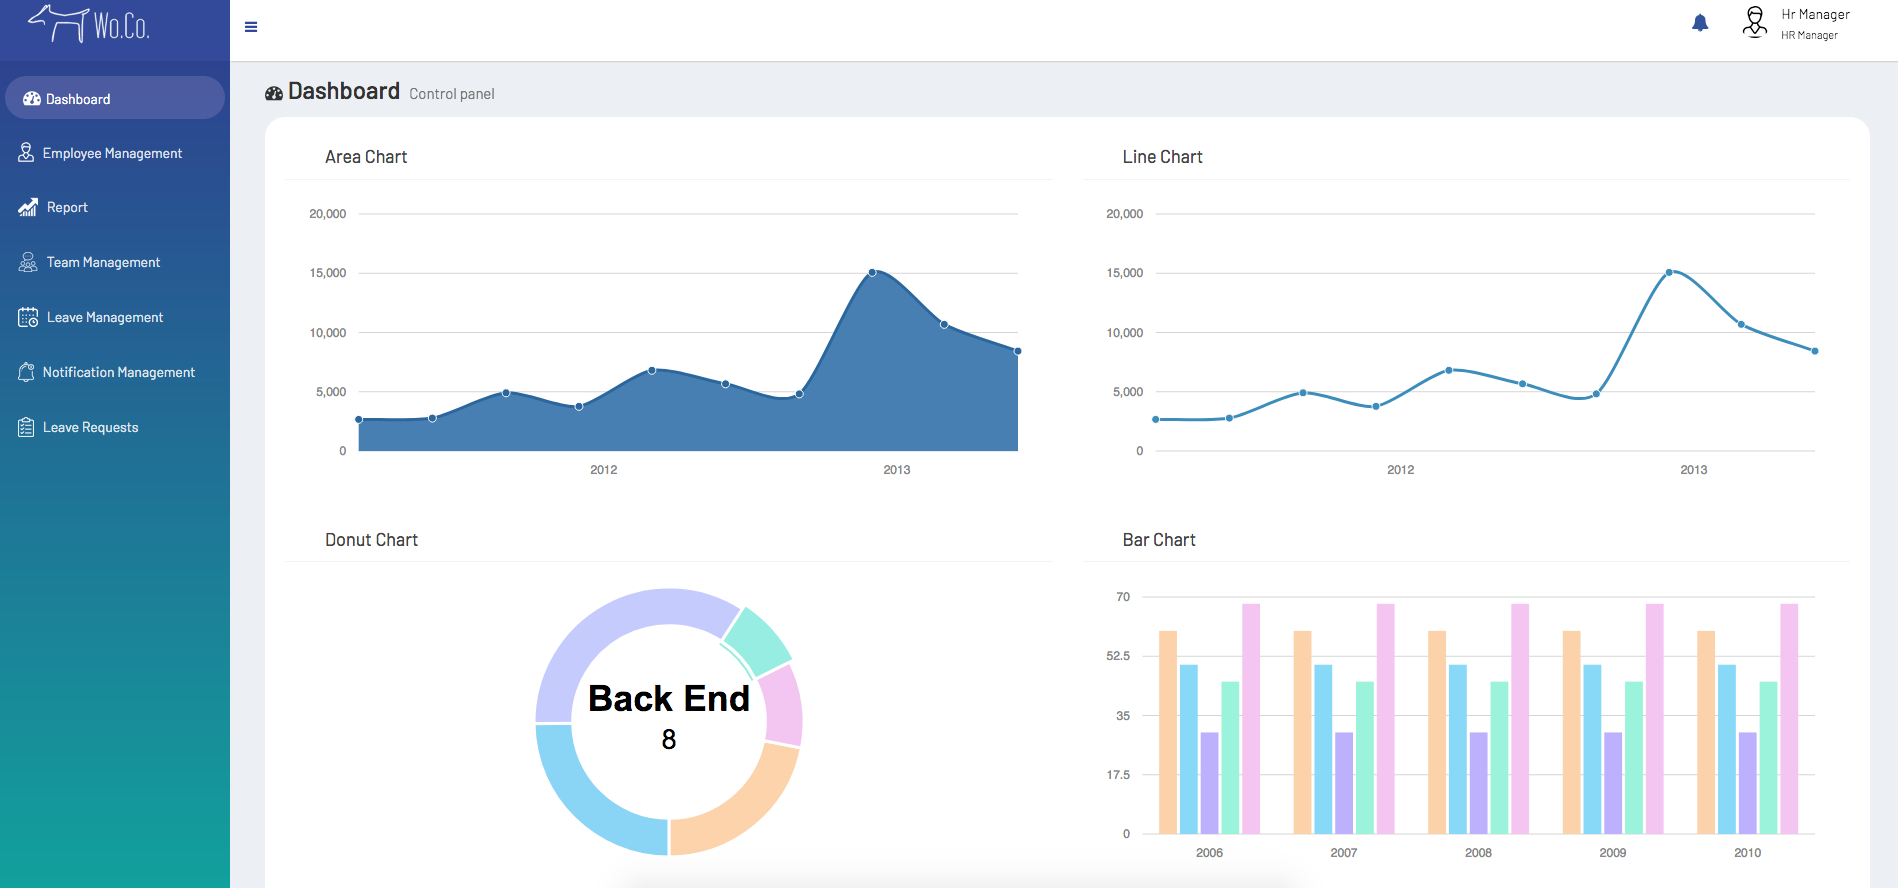 Wo.Co.
Hr Manager
HR Manager
Dashboard
Employee Management
Report
Team Management
Leave Management
Notification Management
Leave Requests
Dashboard Control panel
Area Chart
20,000
15,000
10,000
5,000
0
2012 2013
Line Chart
20,000
15,000
10,000
5,000
0
2012 2013
Donut Chart
Back End
8
Bar Chart
70
52.5
35
17.5
0
2006 2007 2008 2009 2010